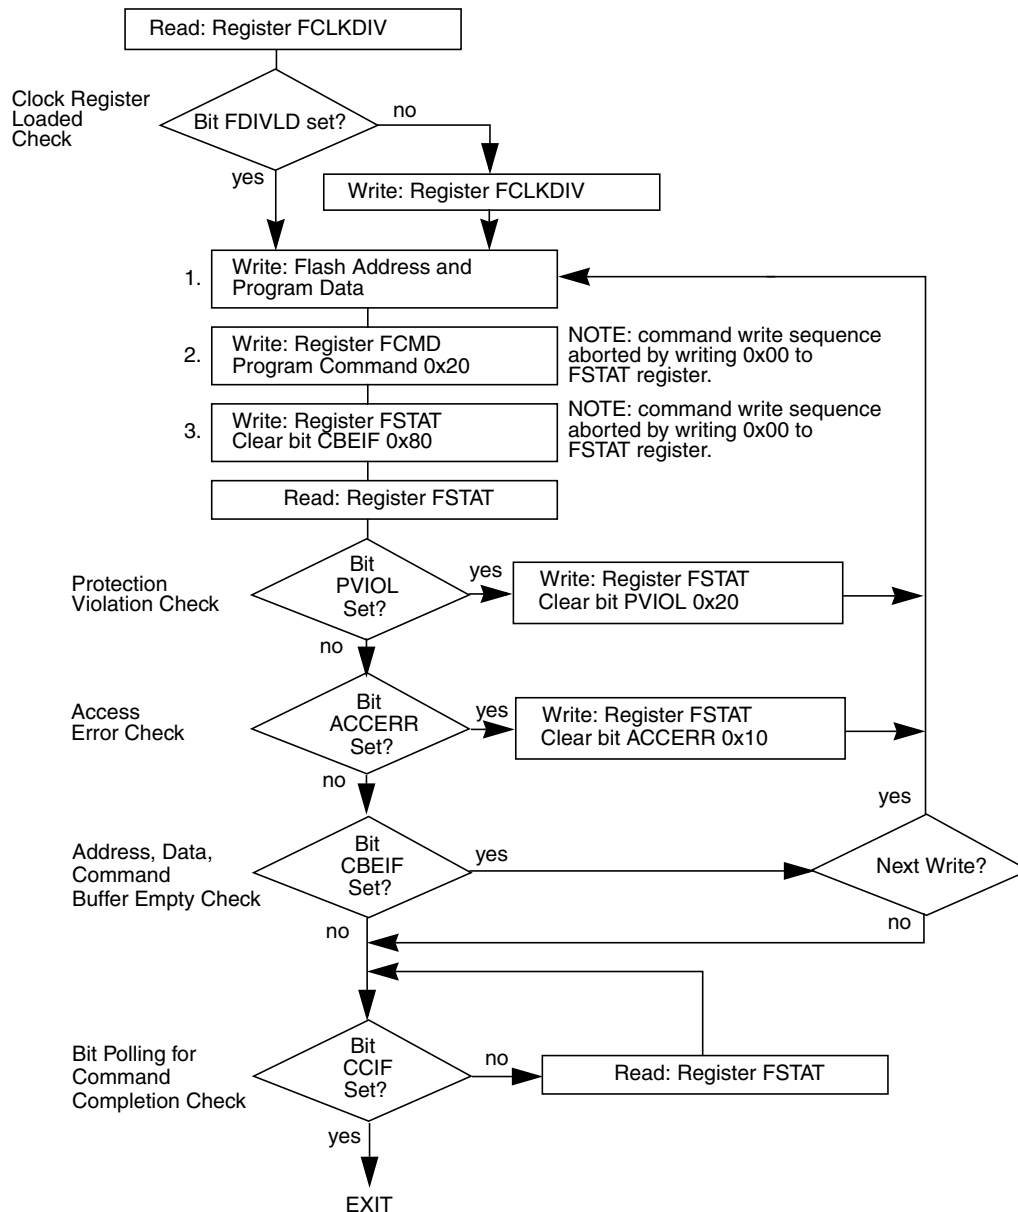 Read: Register FCLKDIV
Clock Register
Loaded
Check
Bit FDIVLD set?
no
yes
Write: Register FCLKDIV
1.
Write: Flash Address and
Program Data
2.
Write: Register FCMD
Program Command 0x20
NOTE: command write sequence
aborted by writing 0x00 to
FSTAT register.
3.
Write: Register FSTAT
Clear bit CBEIF 0x80
NOTE: command write sequence
aborted by writing 0x00 to
FSTAT register.
Read: Register FSTAT
Protection
Violation Check
Bit
PVIOL
Set?
yes
Write: Register FSTAT
Clear bit PVIOL 0x20
no
Access
Error Check
Bit
ACCERR
Set?
yes
Write: Register FSTAT
Clear bit ACCERR 0x10
no
yes
Address, Data,
Command
Buffer Empty Check
Bit
CBEIF
Set?
yes
Next Write?
no
no
Bit Polling for
Command
Completion Check
Bit
CCIF
Set?
no
Read: Register FSTAT
yes
EXIT